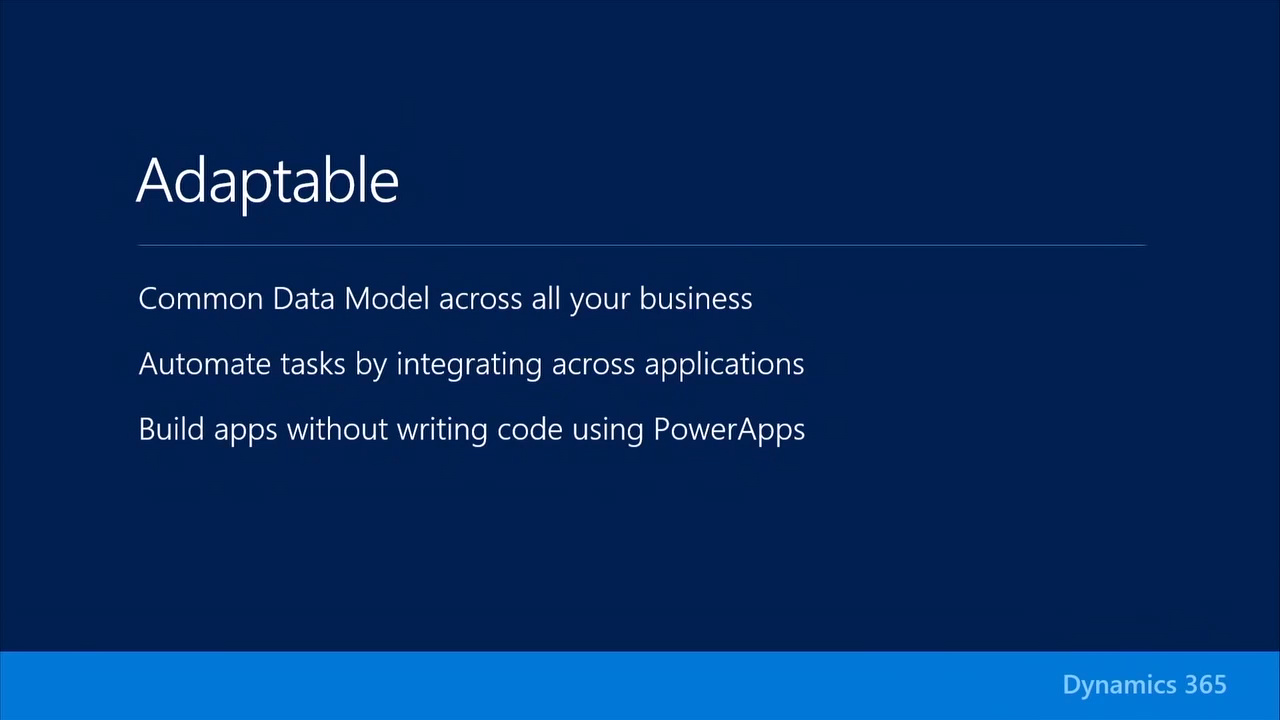 Adaptable
Common Data Model across all your business
Automate tasks by integrating across applications
Build apps without writing code using PowerApps
Dynamics 365